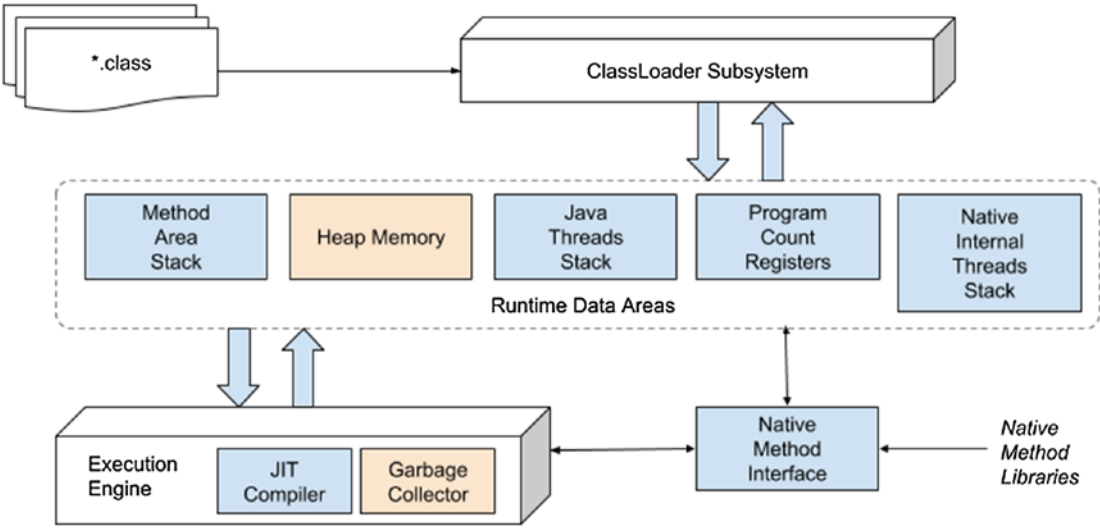 *.class
ClassLoader Subsystem
Method
Area
Stack
Heap Memory
Java
Threads
Stack
Program
Count
Registers
Native
Internal
Threads
Stack
Runtime Data Areas
Execution
Engine
JIT
Compiler
Garbage
Collector
Native
Method
Interface
Native
Method
Libraries